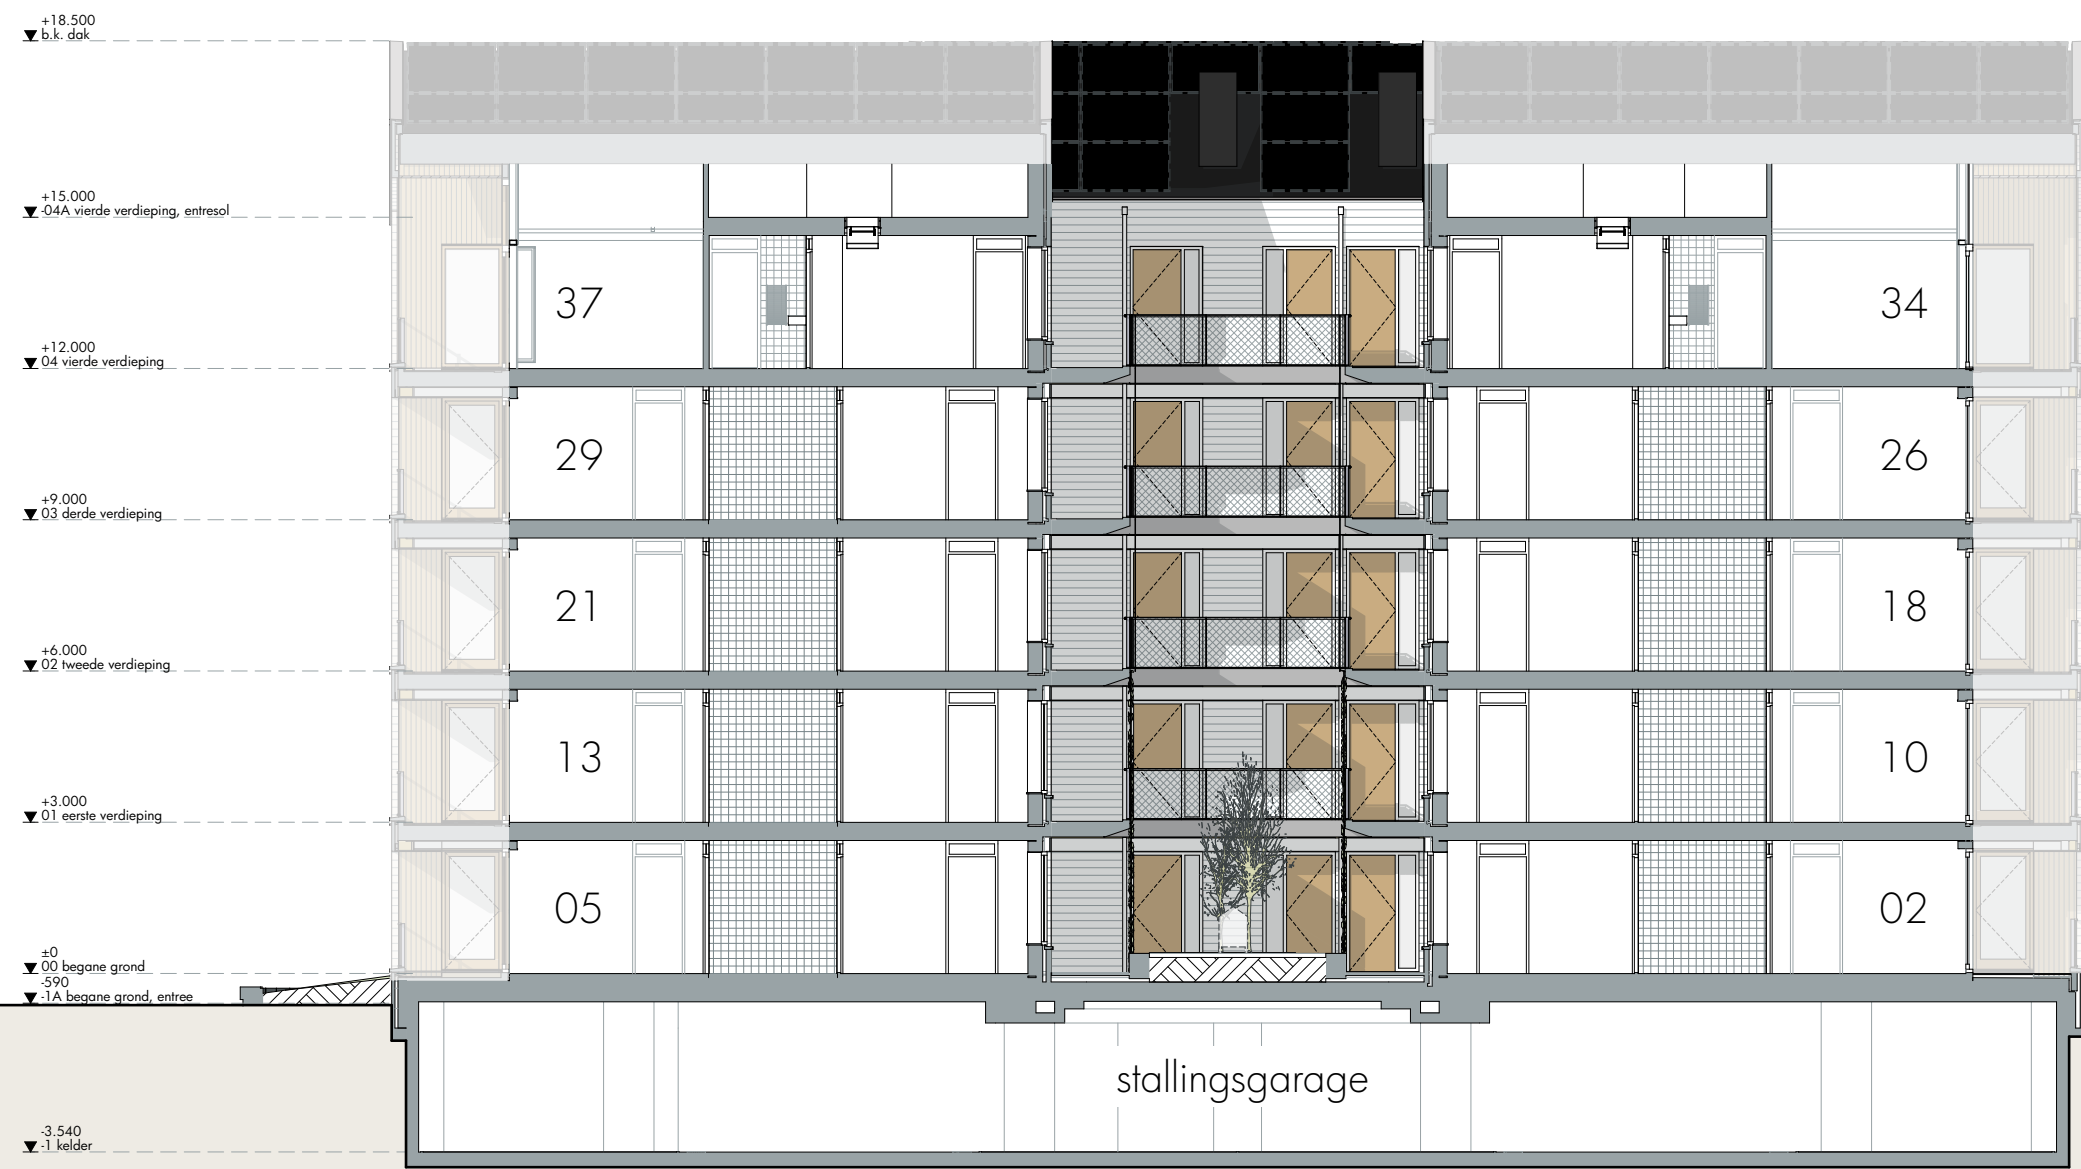 +18.500
b.k. dak
+15.000
-04A vierde verdieping, entresol
+12.000
04 vierde verdieping
37
34
+9.000
03 derde verdieping
29
26
+6.000
02 tweede verdieping
21
18
+3.000
01 eerste verdieping
13
10
±0
00 begane grond
05
02
-590
-1A begane grond, entree
stallingsgarage
-3.540
-1 kelder